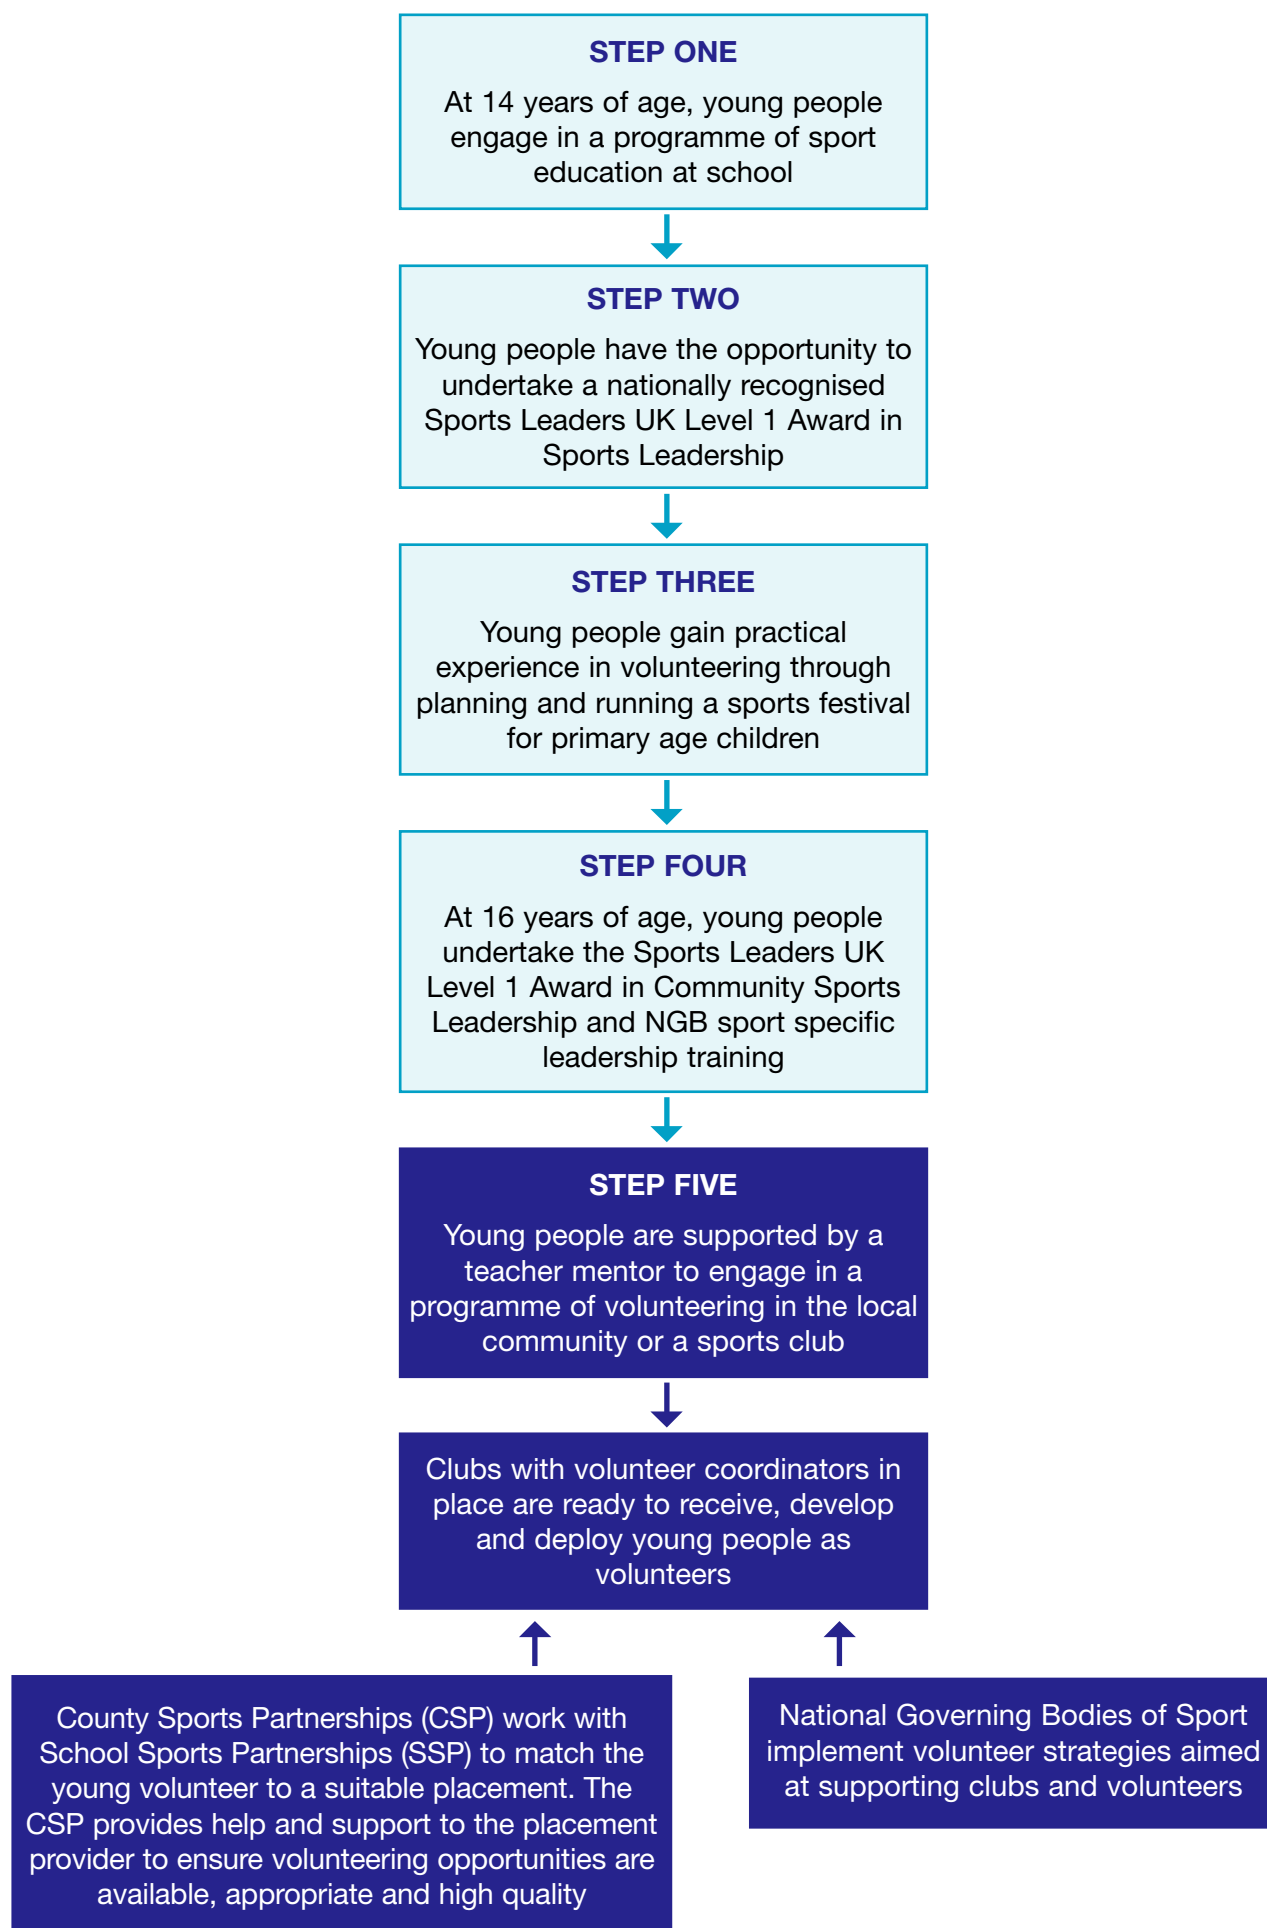 STEP ONE
At 14 years of age, young people
engage in a programme of sport
education at school
STEP TWO
Young people have the opportunity to
undertake a nationally recognised
Sports Leaders UK Level 1 Award in
Sports Leadership
STEP THREE
Young people gain practical
experience in volunteering through
planning and running a sports festival
for primary age children
STEP FOUR
At 16 years of age, young people
undertake the Sports Leaders UK
Level 1 Award in Community Sports
Leadership and NGB sport specific
leadership training
STEP FIVE
Young people are supported by a
teacher mentor to engage in a
programme of volunteering in the local
community or a sports club
Clubs with volunteer coordinators in
place are ready to receive, develop
and deploy young people as
volunteers
County Sports Partnerships (CSP) work with
School Sports Partnerships (SSP) to match the
young volunteer to a suitable placement. The
CSP provides help and support to the placement
provider to ensure volunteering opportunities are
available, appropriate and high quality
National Governing Bodies of Sport
implement volunteer strategies aimed
at supporting clubs and volunteers